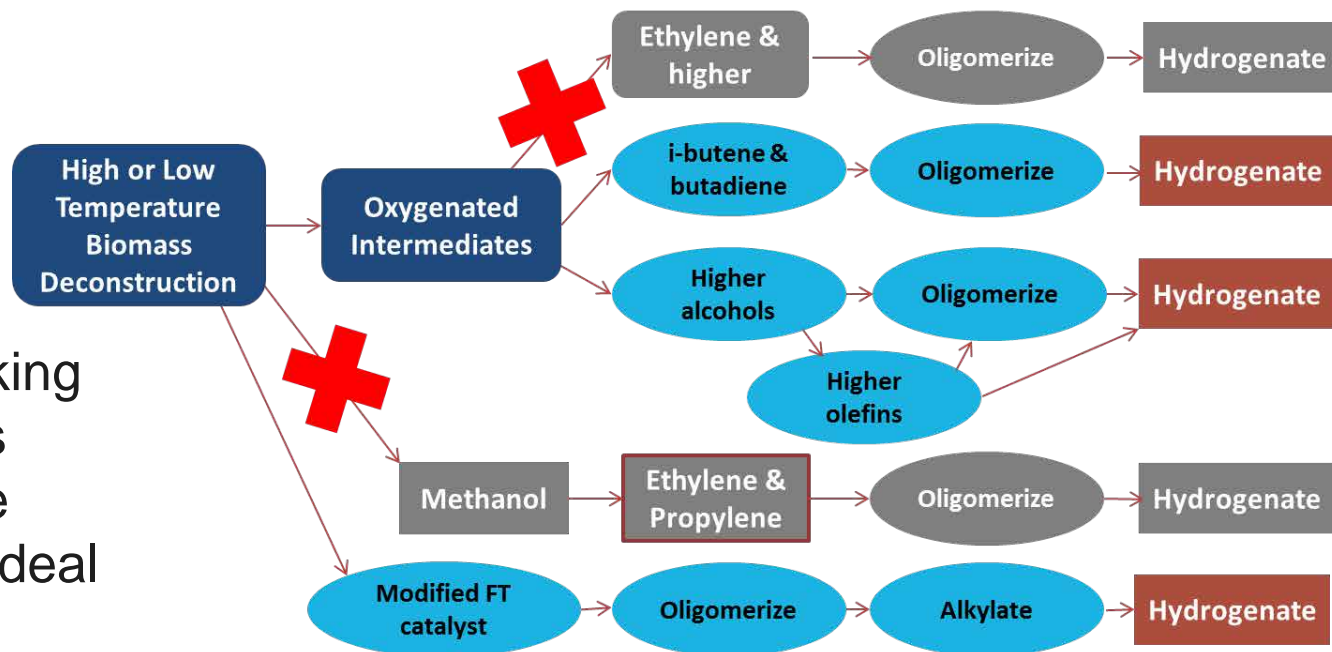 Ethylene &
higher
Oligomerize
Hydrogenate
High or Low
Temperature
Biomass
Deconstruction
Oxygenated
Intermediates
i-butene &
butadiene
Oligomerize
Hydrogenate
Higher
alcohols
Oligomerize
Hydrogenate
Higher
olefins
Methanol
Ethylene &
Propylene
Oligomerize
Hydrogenate
Modified FT
catalyst
Oligomerize
Alkylate
Hydrogenate
king
s
e
deal